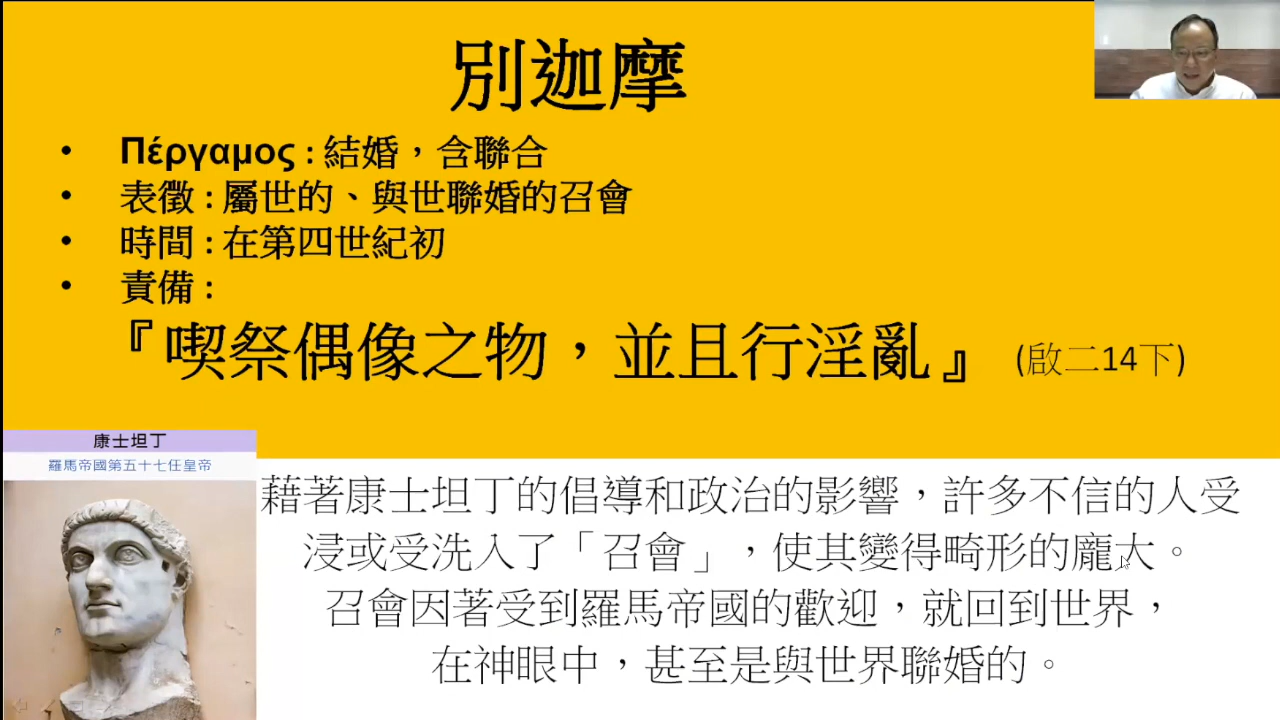 別迦摩
• Πέργαμος : 結婚，含聯合
• 表徵 : 屬世的、與世聯婚的召會
• 時間 : 在第四世紀初
• 責備 :
『喫祭偶像之物，並且行淫亂』 (啟二14下)
康士坦丁
羅馬帝國第五十七任皇帝
藉著康士坦丁的倡導和政治的影響，許多不信的人受
浸或受洗入了「召會」，使其變得畸形的龐大。
召會因著受到羅馬帝國的歡迎，就回到世界，
在神眼中，甚至是與世界聯婚的。